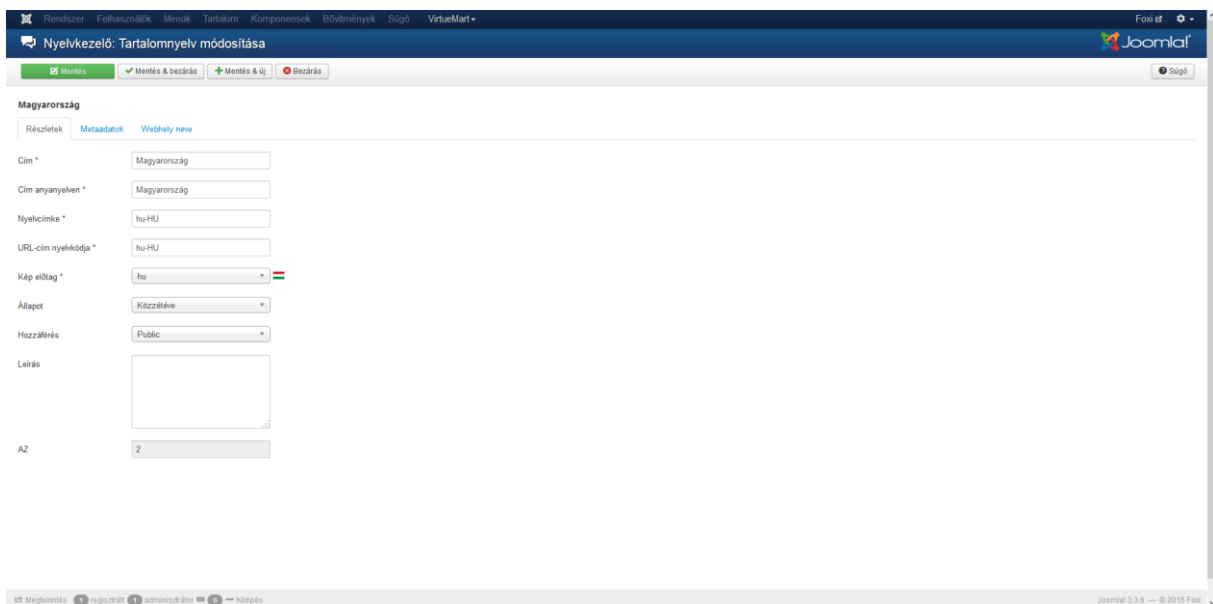 Rendszer Felhasználók Menük Tartalom Komponensek Bővítmények Súgó VirtueMart Foxi
Nyelvkezelő: Tartalomnyelv módosítása Joomla!
Mentés Mentés & bezárás Mentés & új Bezárás Súgó
Magyarország
Részletek Metaadatok Webhely neve
Cím * Magyarország
Cím anyanyelven * Magyarország
Nyelvcímke * hu-HU
URL-cím nyelvkódja * hu-HU
Kép előtag * hu
Állapot Közzétéve
Hozzáférés Public
Leírás
AZ 2
Megtekintés 1 regisztrált 1 adminisztrátor 0 Kilépés Joomla! 3.3.6 — © 2015 Foxi